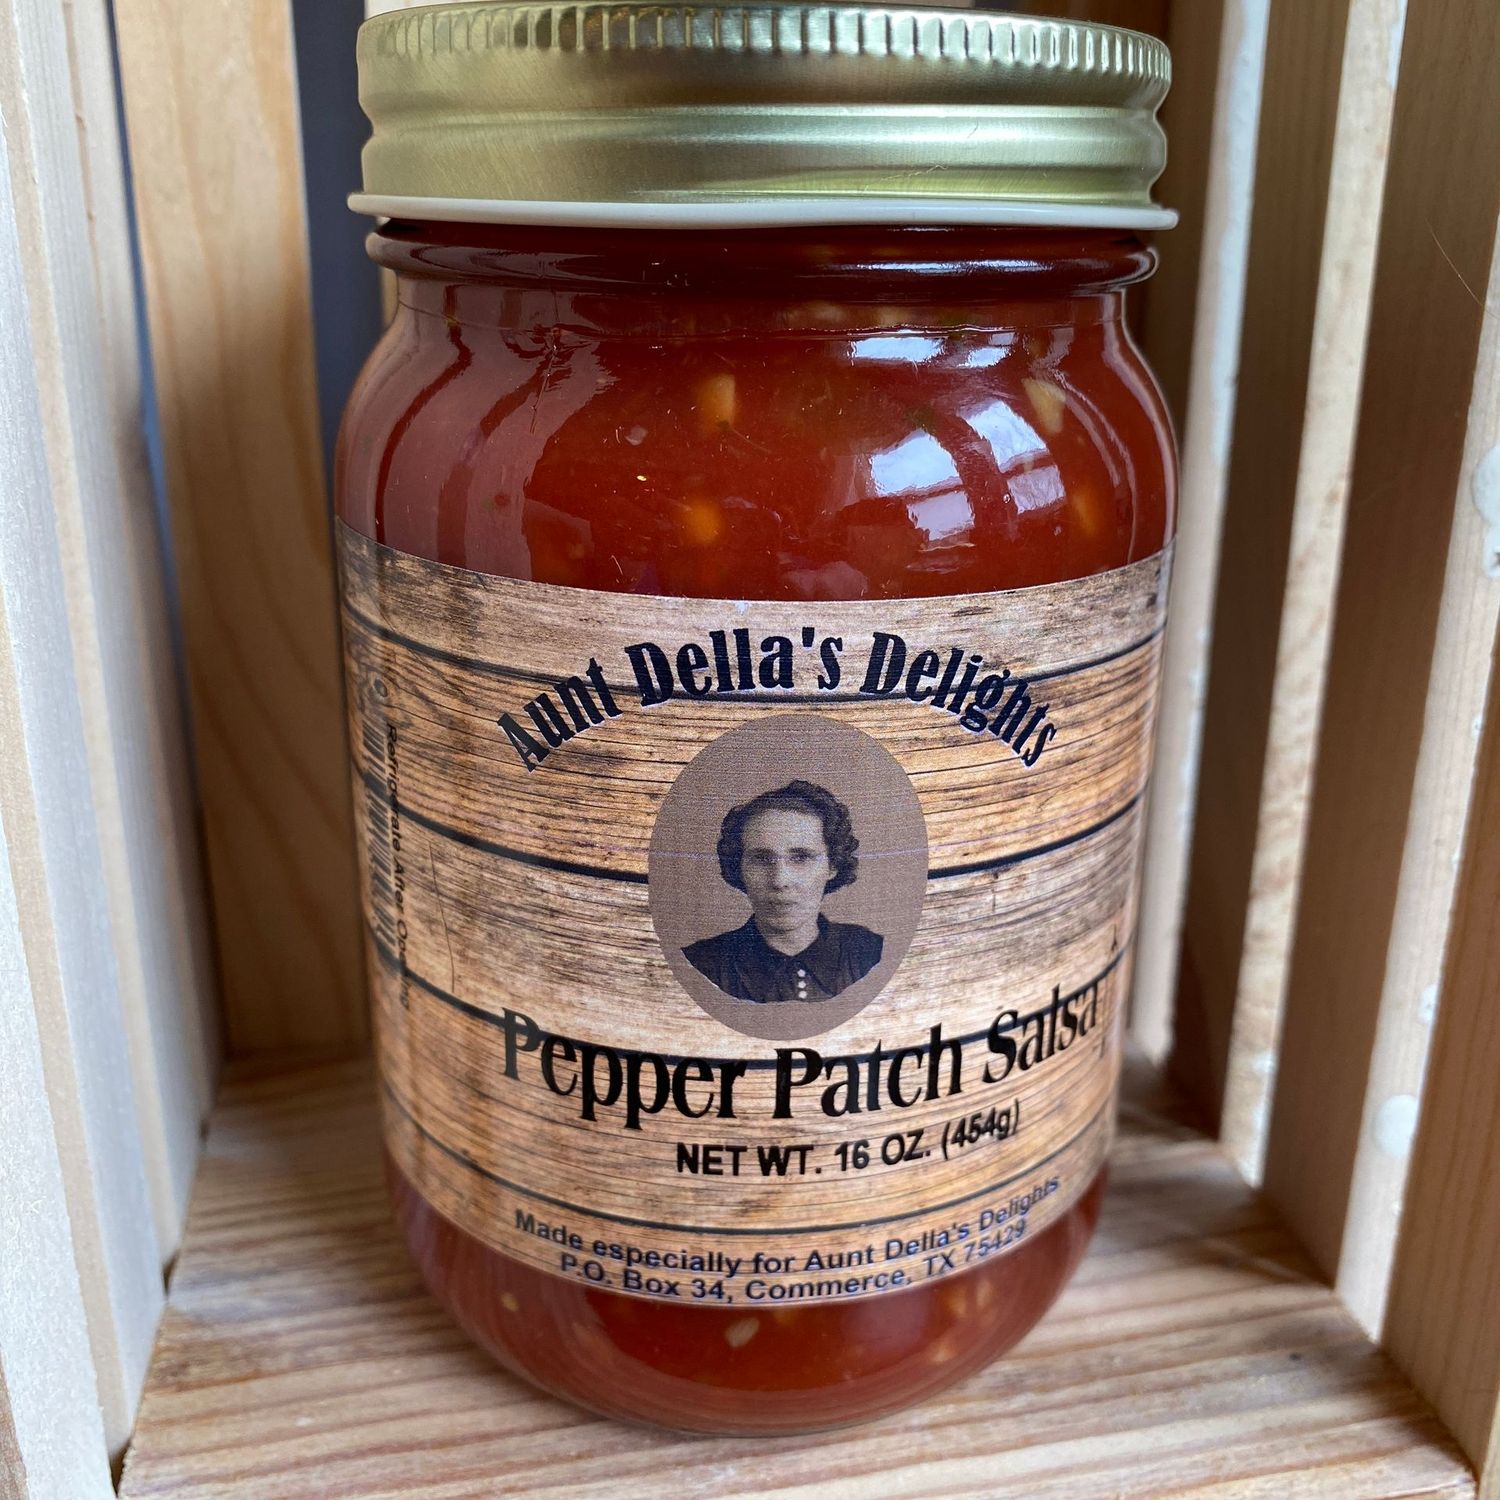 Aunt Della's Delights
Pepper Patch Salsa
NET WT. 16 OZ. (454g)
Made especially for Aunt Della's Delights
P.O. Box 34, Commerce, TX 75429
Refrigerate After Opening